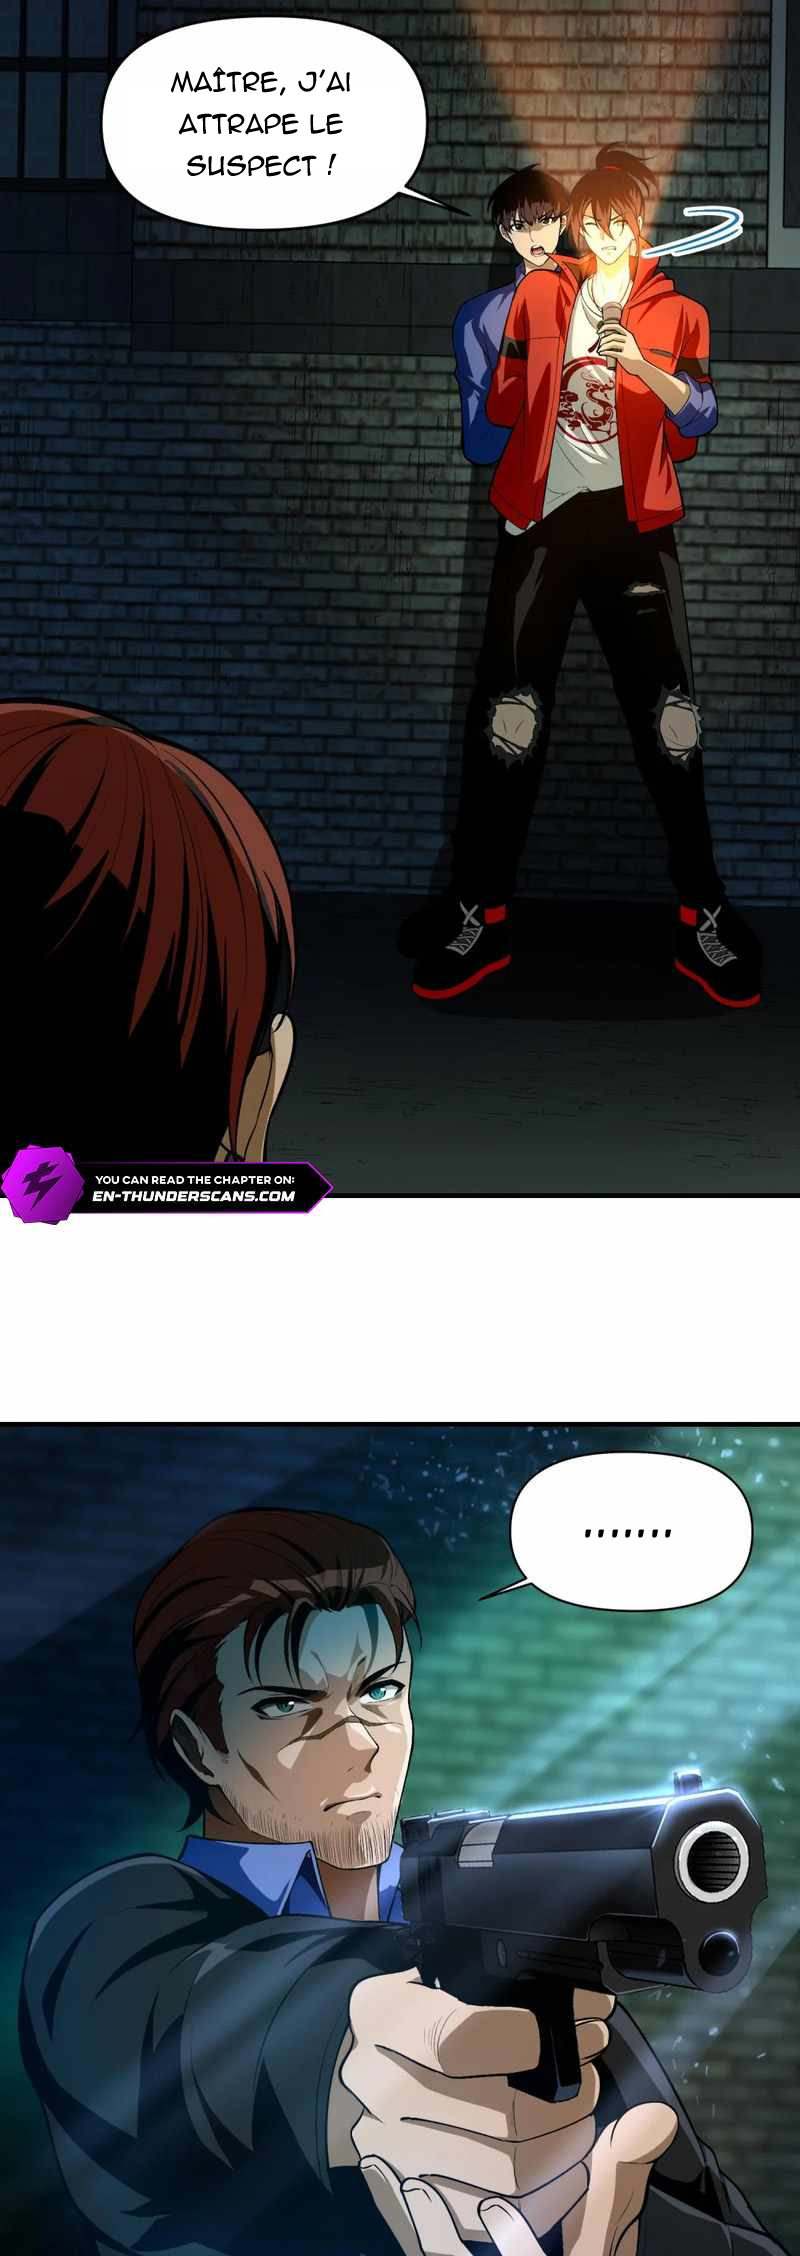 MAÎTRE, J'AI
ATTRAPE LE
SUSPECT !
YOU CAN READ THE CHAPTER ON:
EN-THUNDERSCANS.COM
.......